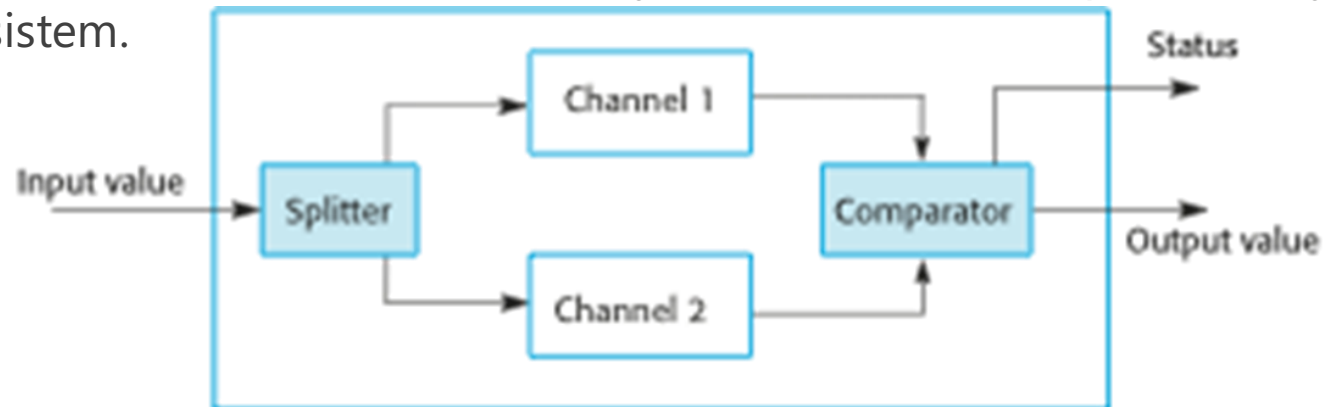 sistem.
Status
Channel 1
Input value
Splitter
Comparator
Output value
Channel 2